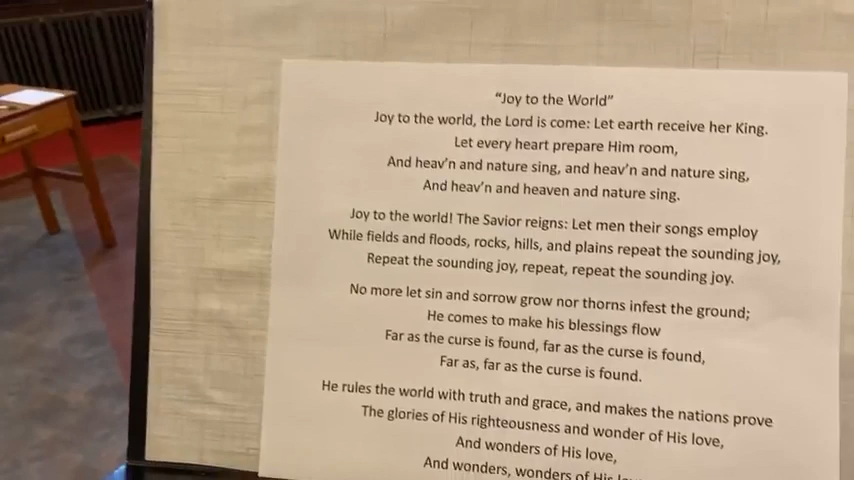 “Joy to the World”
Joy to the world, the Lord is come: Let earth receive her King.
Let every heart prepare Him room,
And heav’n and nature sing, and heav’n and nature sing,
And heav’n and heaven and nature sing.
Joy to the world! The Savior reigns: Let men their songs employ
While fields and floods, rocks, hills, and plains repeat the sounding joy,
Repeat the sounding joy, repeat, repeat the sounding joy.
No more let sin and sorrow grow nor thorns infest the ground;
He comes to make his blessings flow
Far as the curse is found, far as the curse is found,
Far as, far as the curse is found.
He rules the world with truth and grace, and makes the nations prove
The glories of His righteousness and wonder of His love,
And wonders of His love,
And wonders, wonders of His